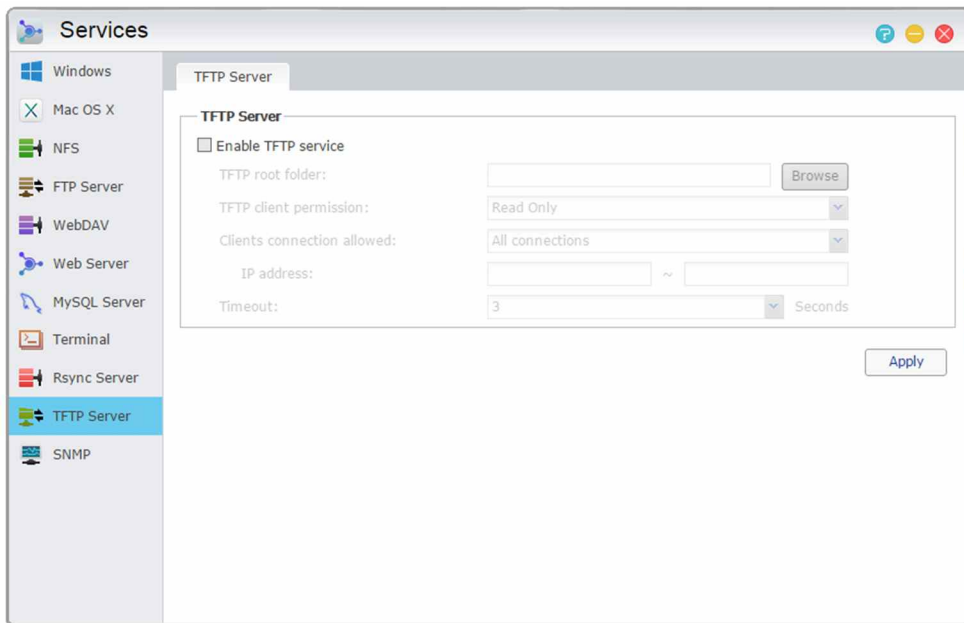 Services
Windows
Mac OS X
NFS
FTP Server
WebDAV
Web Server
MySQL Server
Terminal
Rsync Server
TFTP Server
SNMP
TFTP Server
TFTP Server
Enable TFTP service
TFTP root folder:
Browse
TFTP client permission:
Read Only
Clients connection allowed:
All connections
IP address:
~
Timeout:
3
Seconds
Apply